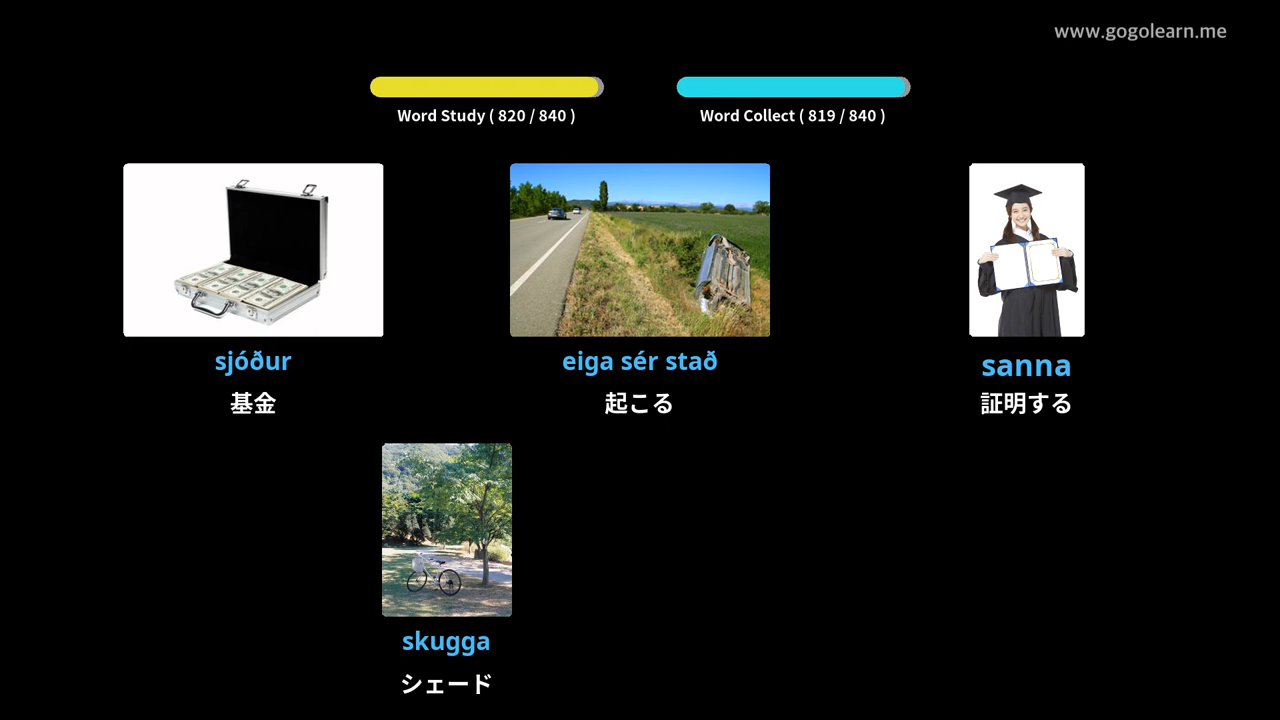 www.gogolearn.me
Word Study ( 820 / 840 )
Word Collect ( 819 / 840 )
sjóður
基金
eiga sér stað
起こる
sanna
証明する
skugga
シェード